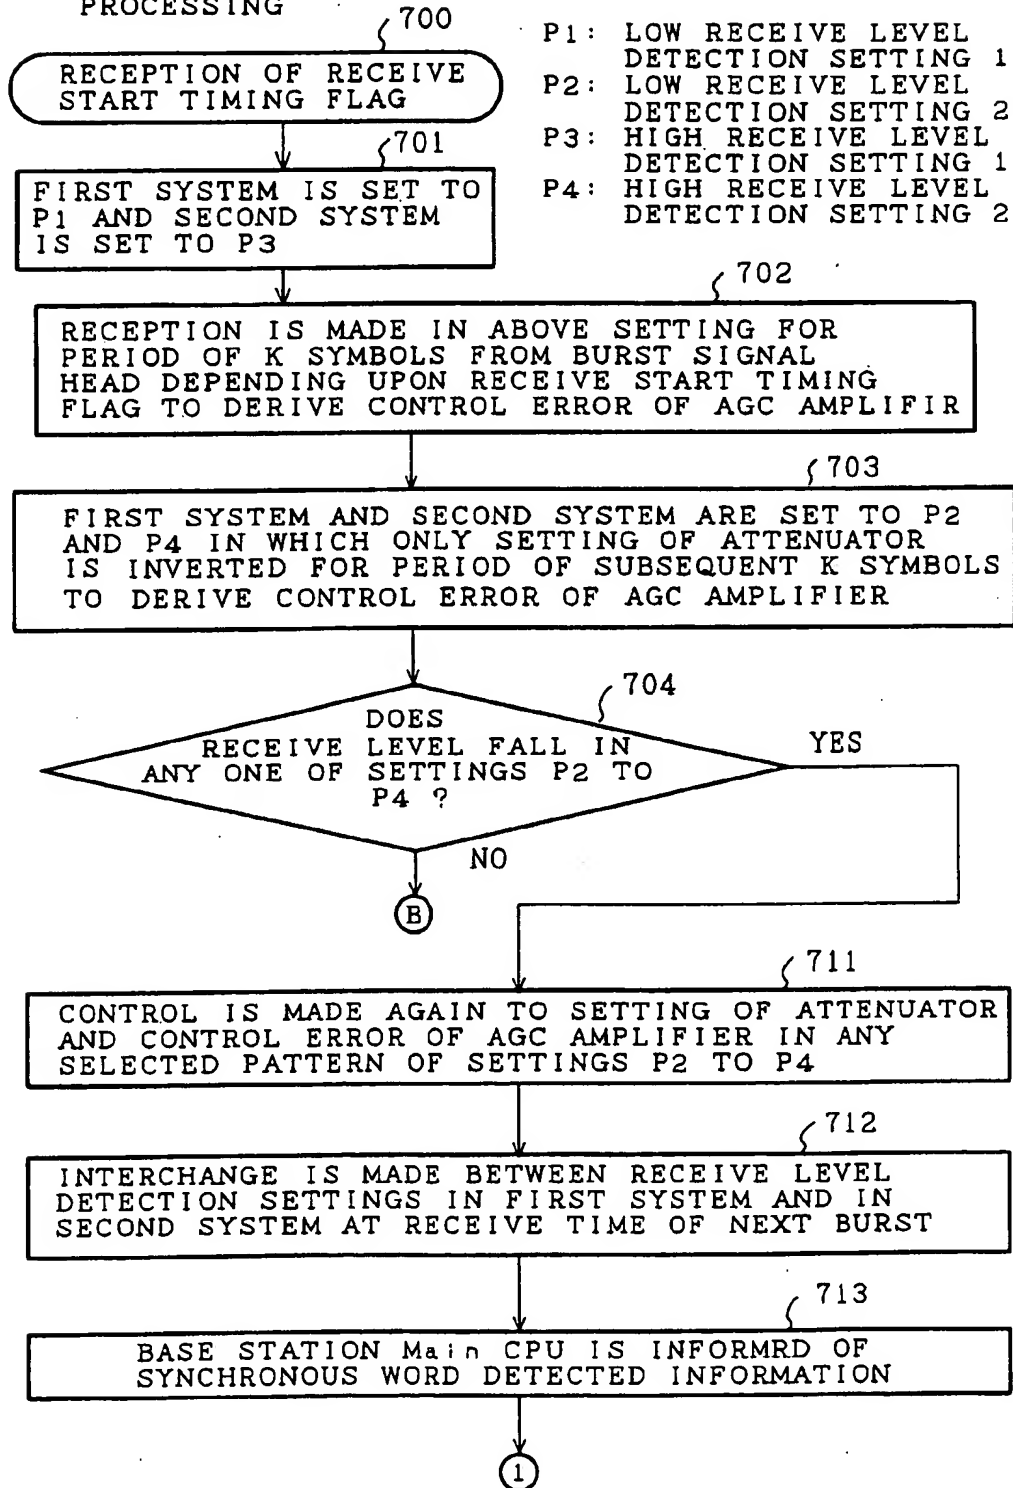 PROCESSING
700
RECEPTION OF RECEIVE
START TIMING FLAG
P1: LOW RECEIVE LEVEL
DETECTION SETTING 1
P2: LOW RECEIVE LEVEL
DETECTION SETTING 2
P3: HIGH RECEIVE LEVEL
DETECTION SETTING 1
P4: HIGH RECEIVE LEVEL
DETECTION SETTING 2
701
FIRST SYSTEM IS SET TO
P1 AND SECOND SYSTEM
IS SET TO P3
702
RECEPTION IS MADE IN ABOVE SETTING FOR
PERIOD OF K SYMBOLS FROM BURST SIGNAL
HEAD DEPENDING UPON RECEIVE START TIMING
FLAG TO DERIVE CONTROL ERROR OF AGC AMPLIFIR
703
FIRST SYSTEM AND SECOND SYSTEM ARE SET TO P2
AND P4 IN WHICH ONLY SETTING OF ATTENUATOR
IS INVERTED FOR PERIOD OF SUBSEQUENT K SYMBOLS
TO DERIVE CONTROL ERROR OF AGC AMPLIFIER
704
DOES
RECEIVE LEVEL FALL IN
ANY ONE OF SETTINGS P2 TO
P4 ?
YES
NO
B
711
CONTROL IS MADE AGAIN TO SETTING OF ATTENUATOR
AND CONTROL ERROR OF AGC AMPLIFIER IN ANY
SELECTED PATTERN OF SETTINGS P2 TO P4
712
INTERCHANGE IS MADE BETWEEN RECEIVE LEVEL
DETECTION SETTINGS IN FIRST SYSTEM AND IN
SECOND SYSTEM AT RECEIVE TIME OF NEXT BURST
713
BASE STATION Main CPU IS INFORMRD OF
SYNCHRONOUS WORD DETECTED INFORMATION
1